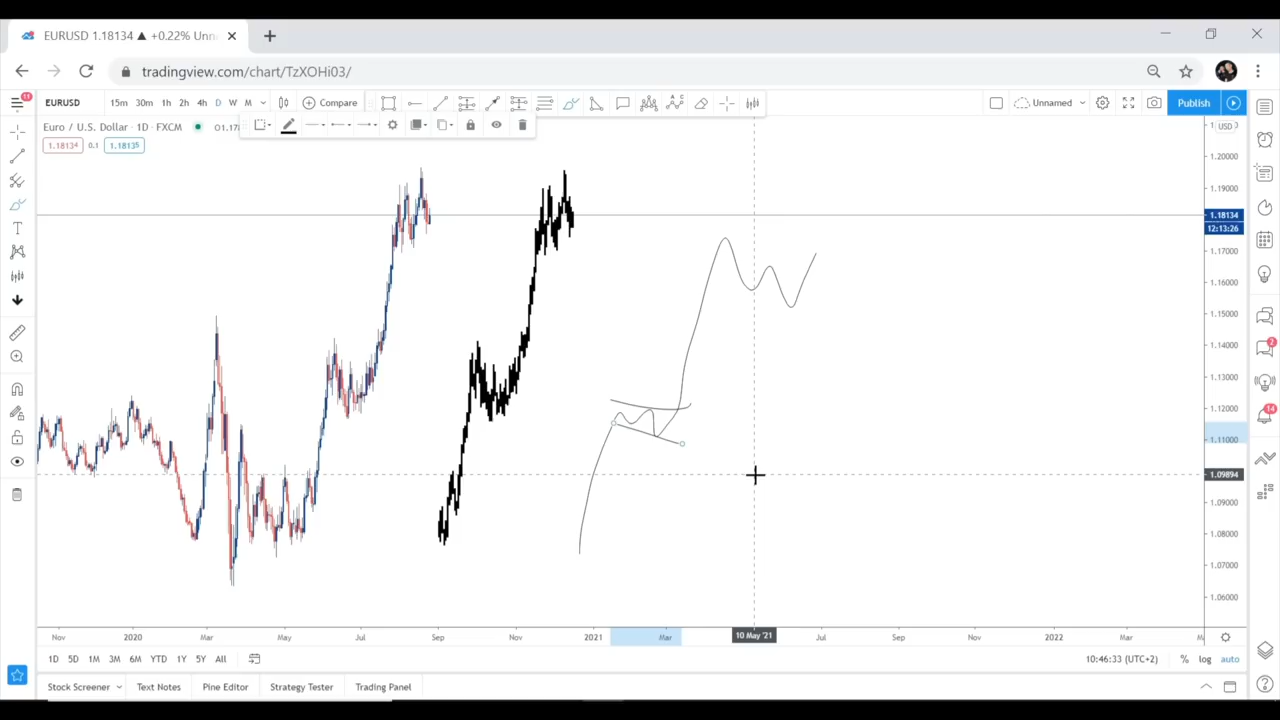 EURUSD 1.18134 ▲ +0.22% Unn
tradingview.com/chart/TzXOHi03/
11
EURUSD 15m 30m 1h 2h 4h D W M Compare Unnamed Publish
Euro / U.S. Dollar · 1D · FXCM O1.17
USD
1.18134 0.1 1.18135
1.20000
1.19000
1.18134
12:13:26
1.17000
1.16000
1.15000
1.14000
1.13000
1.12000
1.11000
1.09894
1.09000
1.08000
1.07000
1.06000
2
14
Nov 2020 Mar May Jul Sep Nov 2021 Mar 10 May '21 Jul Sep Nov 2022 Mar
1D 5D 1M 3M 6M YTD 1Y 5Y All 10:46:33 (UTC+2) % log auto
Stock Screener Text Notes Pine Editor Strategy Tester Trading Panel